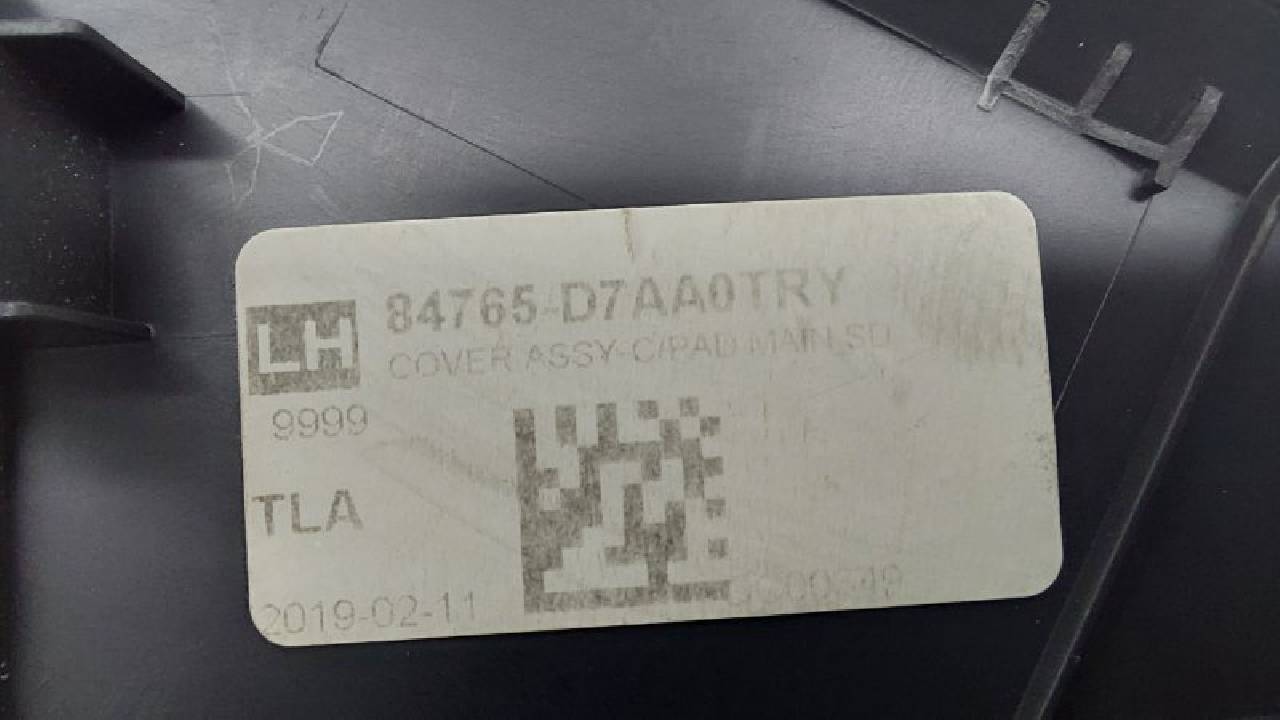 LH
84765-D7AA0TRY
COVER ASSY-C/PAD MAIN,SD
9999
TLA
2019-02-11